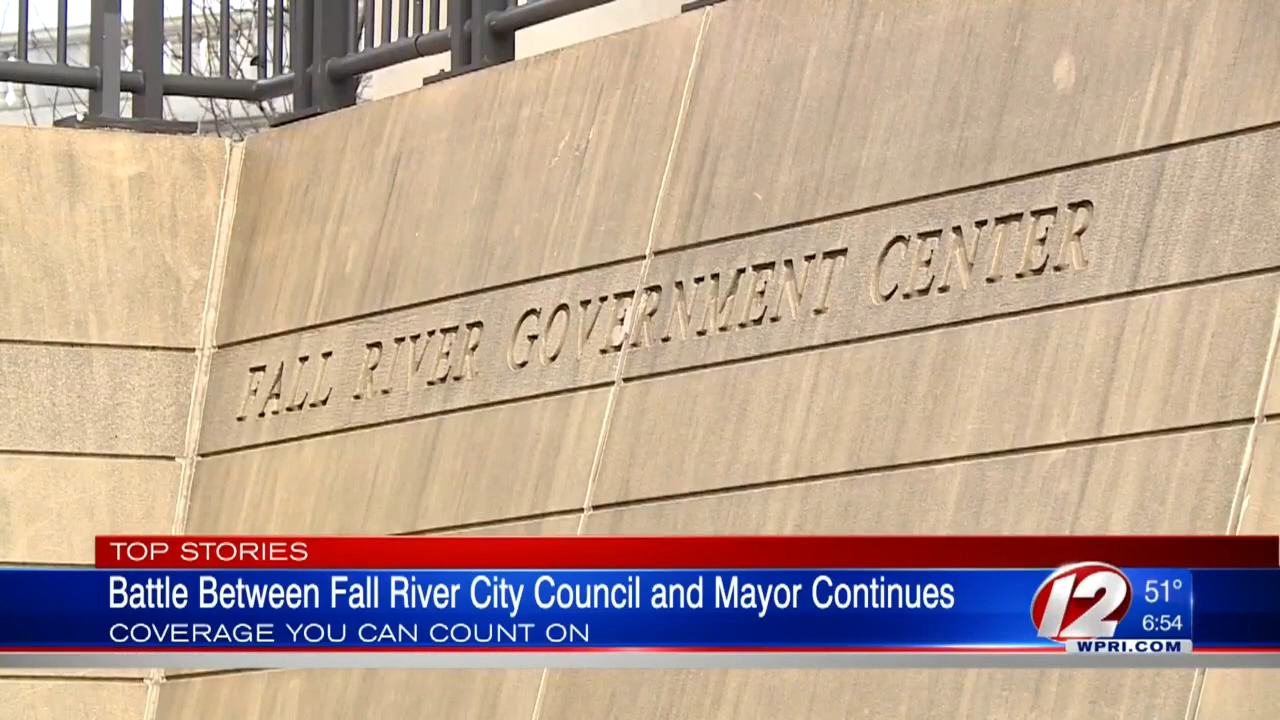 FALL RIVER GOVERNMENT CENTER
TOP STORIES
Battle Between Fall River City Council and Mayor Continues
COVERAGE YOU CAN COUNT ON
12
51°
6:54
WPRI.COM